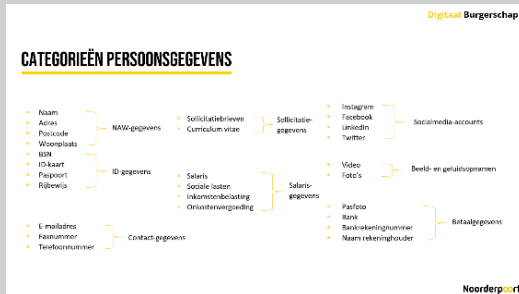 Digitaal Burgerschap
CATEGORIEËN PERSOONSGEGEVENS
Naam
Adres
Postcode
Woonplaats
NAW-gegevens
BSN
ID-kaart
Paspoort
Rijbewijs
ID-gegevens
E-mailadres
Faxnummer
Telefoonnummer
Contact-gegevens
Sollicitatiebrieven
Curriculum vitae
Sollicitatie-
gegevens
Salaris
Sociale lasten
Inkomstenbelasting
Onkostenvergoeding
Salaris-
gegevens
Instagram
Facebook
LinkedIn
Twitter
Socialmedia-accounts
Video
Foto's
Beeld- en geluidsopnamen
Pasfoto
Bank
Bankrekeningnummer
Naam rekeninghouder
Betaalgegevens
Noorderpoort